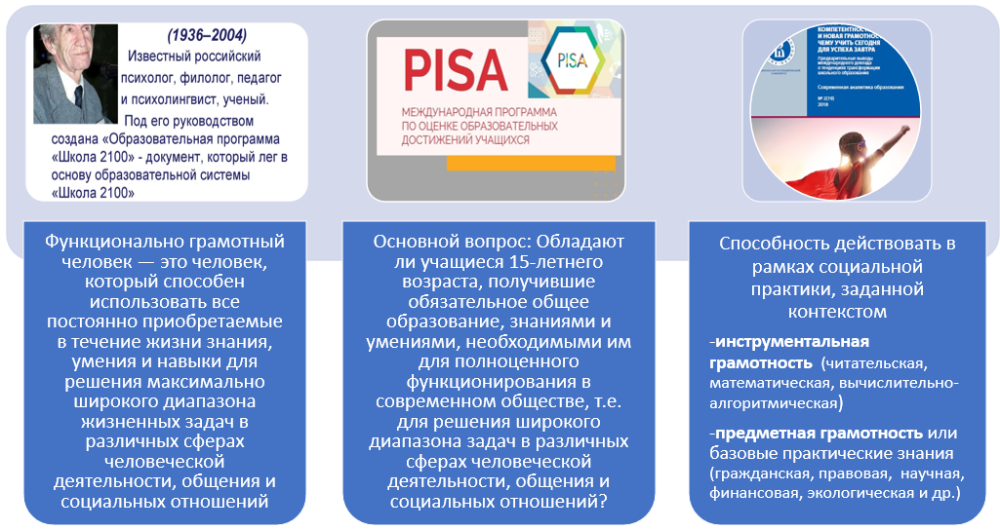 (1936–2004)
Известный российский
психолог, филолог, педагог
и психолингвист, ученый.
Под его руководством
создана «Образовательная программа
«Школа 2100» - документ, который лег в
основу образовательной системы
«Школа 2100»
Функционально грамотный
человек — это человек,
который способен
использовать все
постоянно приобретаемые
в течение жизни знания,
умения и навыки для
решения максимально
широкого диапазона
жизненных задач в
различных сферах
человеческой
деятельности, общения и
социальных отношений
PISA
PISA
МЕЖДУНАРОДНАЯ ПРОГРАММА
ПО ОЦЕНКЕ ОБРАЗОВАТЕЛЬНЫХ
ДОСТИЖЕНИЙ УЧАЩИХСЯ
Основной вопрос: Обладают
ли учащиеся 15-летнего
возраста, получившие
обязательное общее
образование, знаниями и
умениями, необходимыми им
для полноценного
функционирования в
современном обществе, т.е.
для решения широкого
диапазона задач в различных
сферах человеческой
деятельности, общения и
социальных отношений?
КОМПЕТЕНТНОСТ
И НОВАЯ ГРАМОТНОС
ЧЕМУ УЧИТЬ СЕГОДНЯ
ДЛЯ УСПЕХА ЗАВТРА
Предварительные выводы
международного доклада
о тенденциях трансформации
школьного образования
Современная аналитика образования
№ 2(19)
2018
Способность действовать в
рамках социальной
практики, заданной
контекстом
-инструментальная
грамотность (читательская,
математическая, вычислительно-
алгоритмическая)
-предметная грамотность или
базовые практические знания
(гражданская, правовая, научная,
финансовая, экологическая и др.)